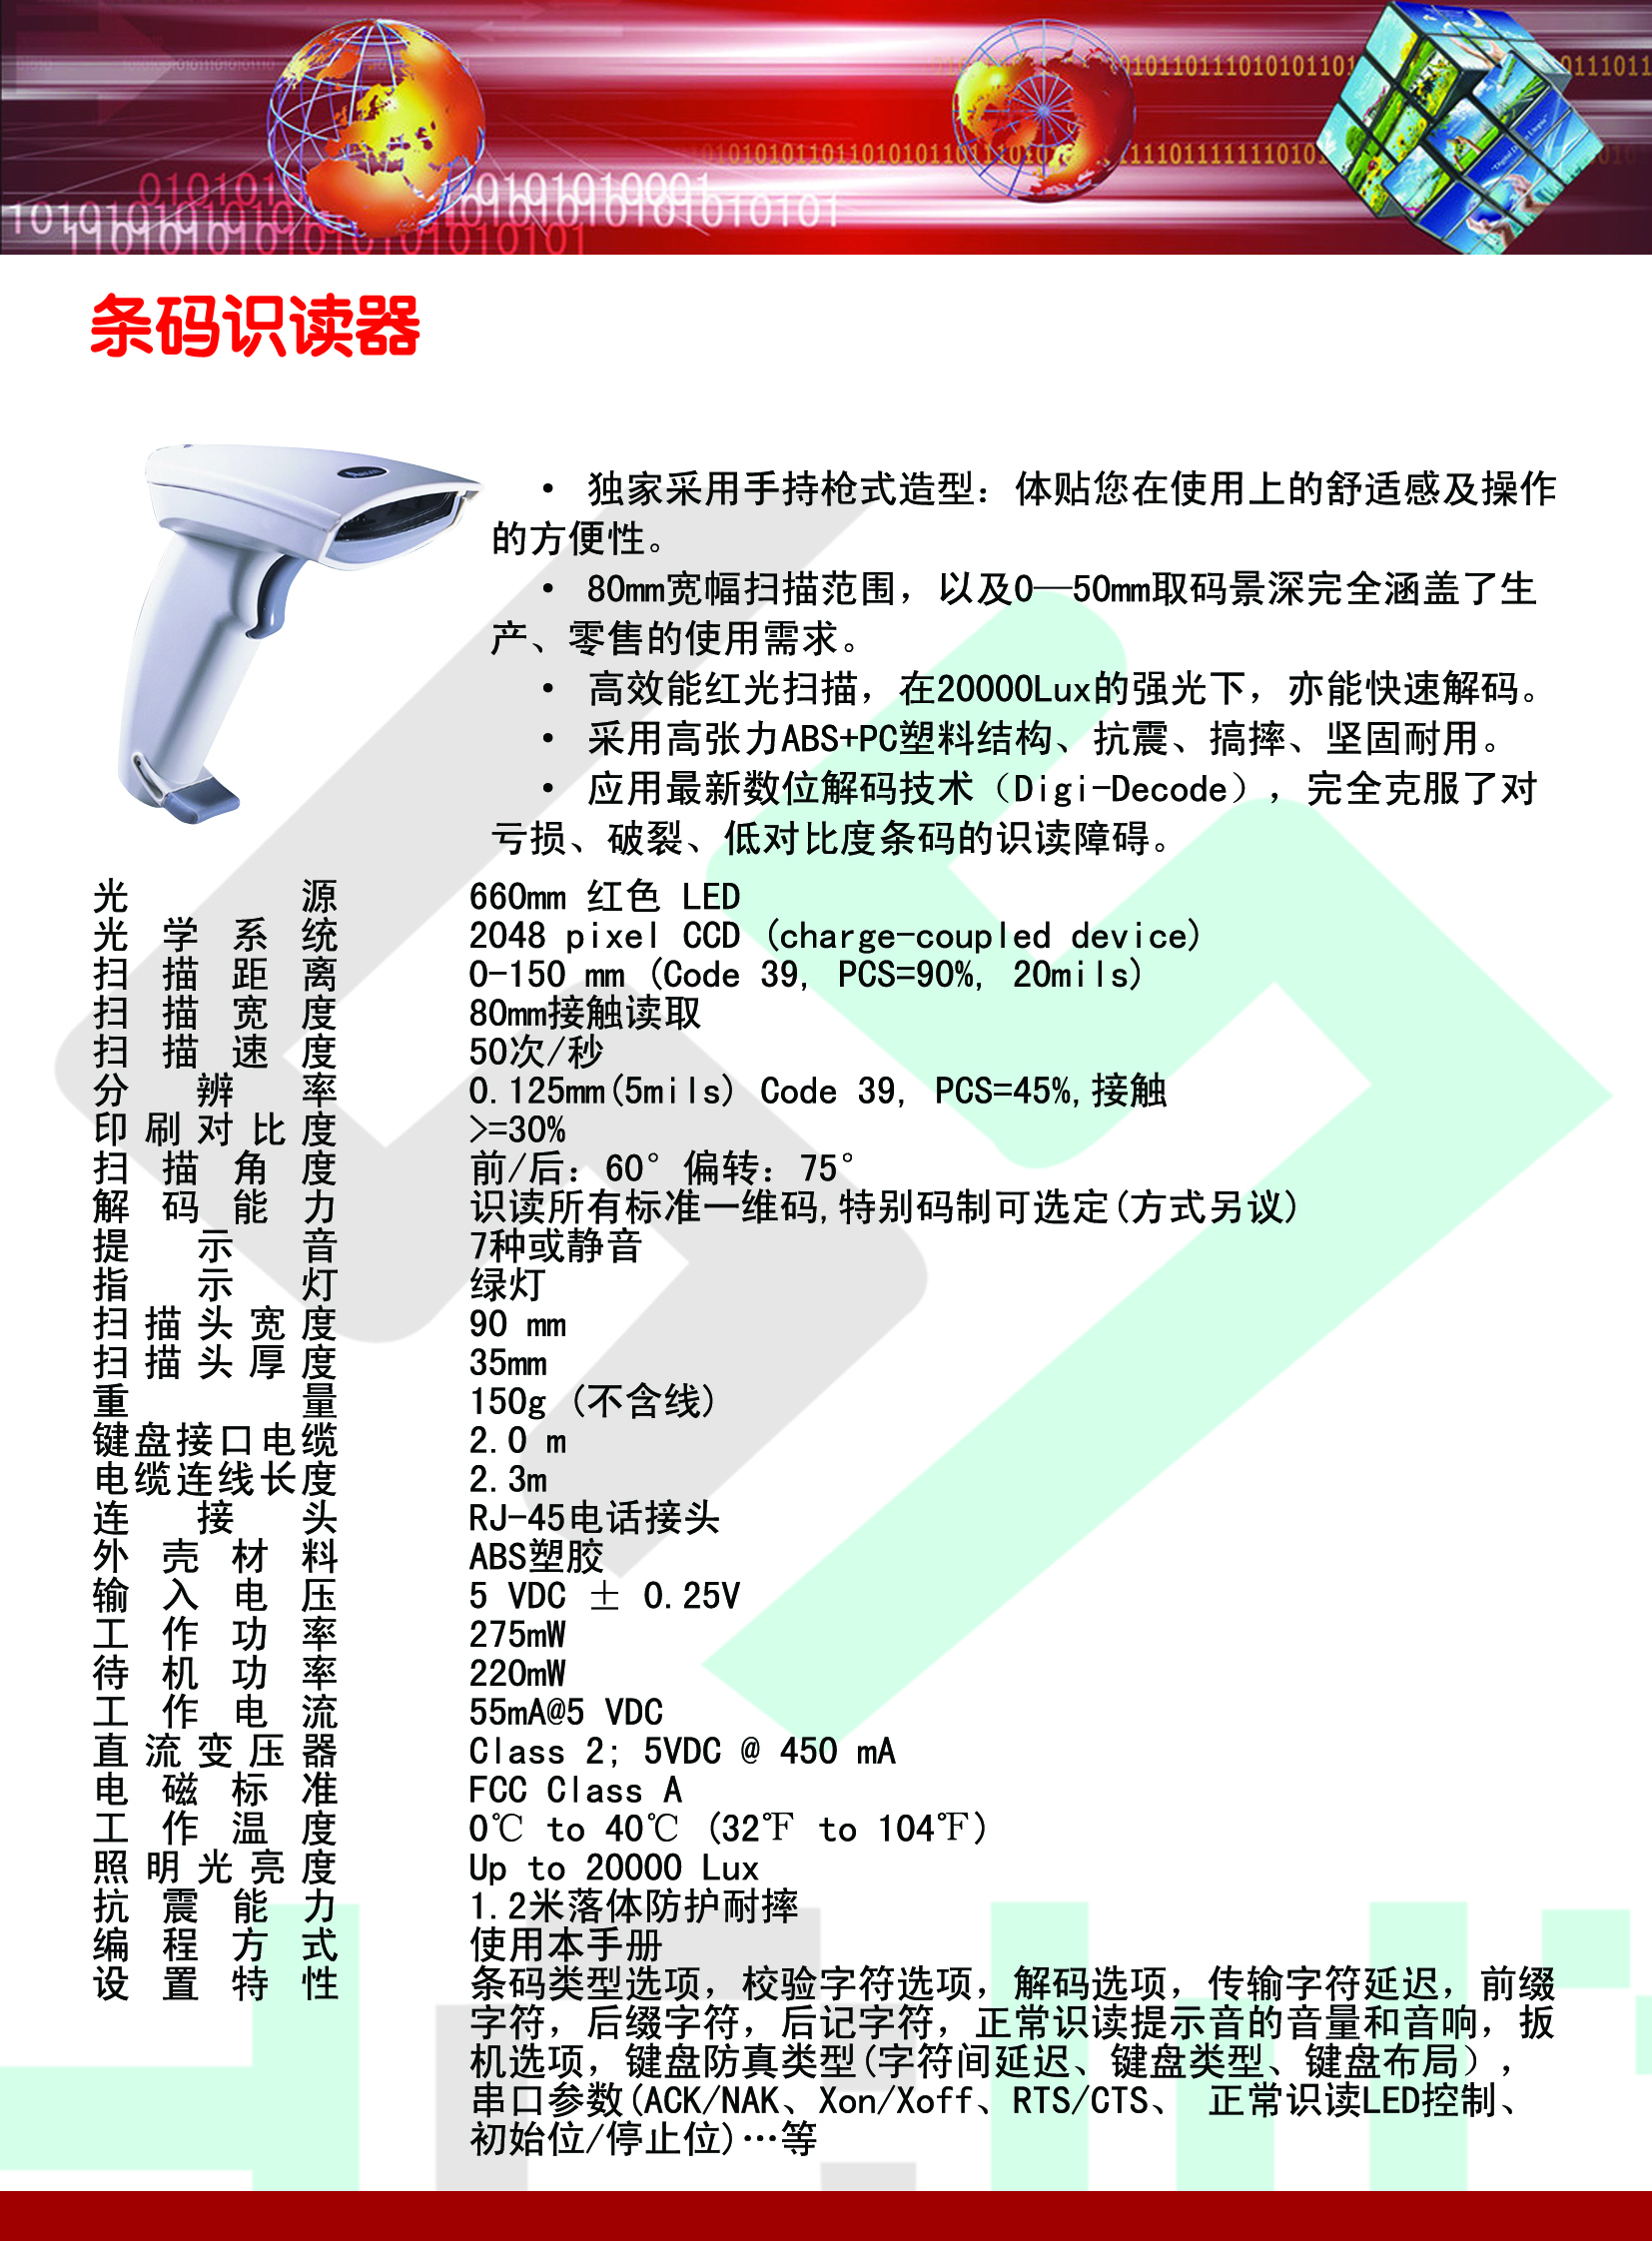 条码识读器
• 独家采用手持枪式造型：体贴您在使用上的舒适感及操作
的方便性。
• 80mm宽幅扫描范围，以及0—50mm取码景深完全涵盖了生
产、零售的使用需求。
• 高效能红光扫描，在20000Lux的强光下，亦能快速解码。
• 采用高张力ABS+PC塑料结构、抗震、搞摔、坚固耐用。
• 应用最新数位解码技术（Digi-Decode），完全克服了对
亏损、破裂、低对比度条码的识读障碍。
光源 660mm 红色 LED
光学系统 2048 pixel CCD (charge-coupled device)
扫描距离 0-150 mm (Code 39, PCS=90%, 20mils)
扫描宽度 80mm接触读取
扫描速度 50次/秒
分辨率 0.125mm(5mils) Code 39, PCS=45%,接触
印刷对比度 >=30%
扫描角度 前/后：60° 偏转：75°
解码能力 识读所有标准一维码,特别码制可选定(方式另议)
提示音 7种或静音
指示灯 绿灯
扫描头宽度 90 mm
扫描头厚度 35mm
重量 150g (不含线)
键盘接口电缆 2.0 m
电缆连线长度 2.3m
连接头 RJ-45电话接头
外壳材料 ABS塑胶
输入电压 5 VDC ± 0.25V
工作功率 275mW
待机功率 220mW
工作电流 55mA@5 VDC
直流变压器 Class 2; 5VDC @ 450 mA
电磁标准 FCC Class A
工作温度 0℃ to 40℃ (32℉ to 104℉)
照明光亮度 Up to 20000 Lux
抗震能力 1.2米落体防护耐摔
编程方式 使用本手册
设置特性 条码类型选项，校验字符选项，解码选项，传输字符延迟，前缀
字符，后缀字符，后记字符，正常识读提示音的音量和音响，扳
机选项，键盘防真类型(字符间延迟、键盘类型、键盘布局），
串口参数(ACK/NAK、Xon/Xoff、RTS/CTS、 正常识读LED控制、
初始位/停止位)…等